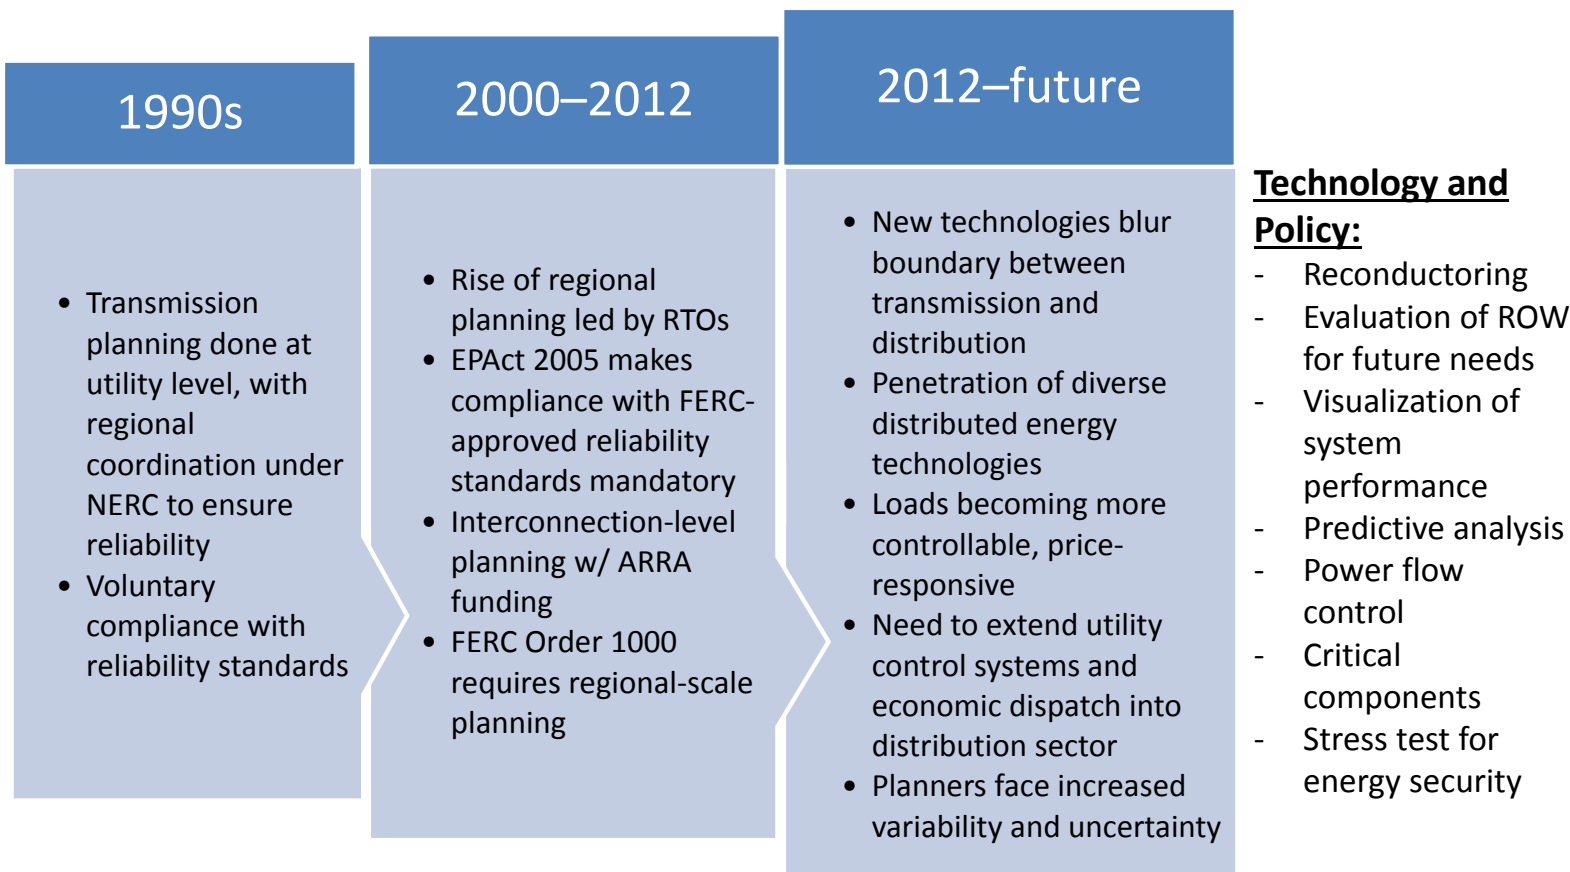 1990s
• Transmission
planning done at
utility level, with
regional
coordination under
NERC to ensure
reliability
• Voluntary
compliance with
reliability standards
2000–2012
• Rise of regional
planning led by RTOs
• EPAct 2005 makes
compliance with FERC-
approved reliability
standards mandatory
• Interconnection-level
planning w/ ARRA
funding
• FERC Order 1000
requires regional-scale
planning
2012–future
• New technologies blur
boundary between
transmission and
distribution
• Penetration of diverse
distributed energy
technologies
• Loads becoming more
controllable, price-
responsive
• Need to extend utility
control systems and
economic dispatch into
distribution sector
• Planners face increased
variability and uncertainty
Technology and
Policy:
- Reconductoring
- Evaluation of ROW
for future needs
- Visualization of
system
performance
- Predictive analysis
- Power flow
control
- Critical
components
- Stress test for
energy security